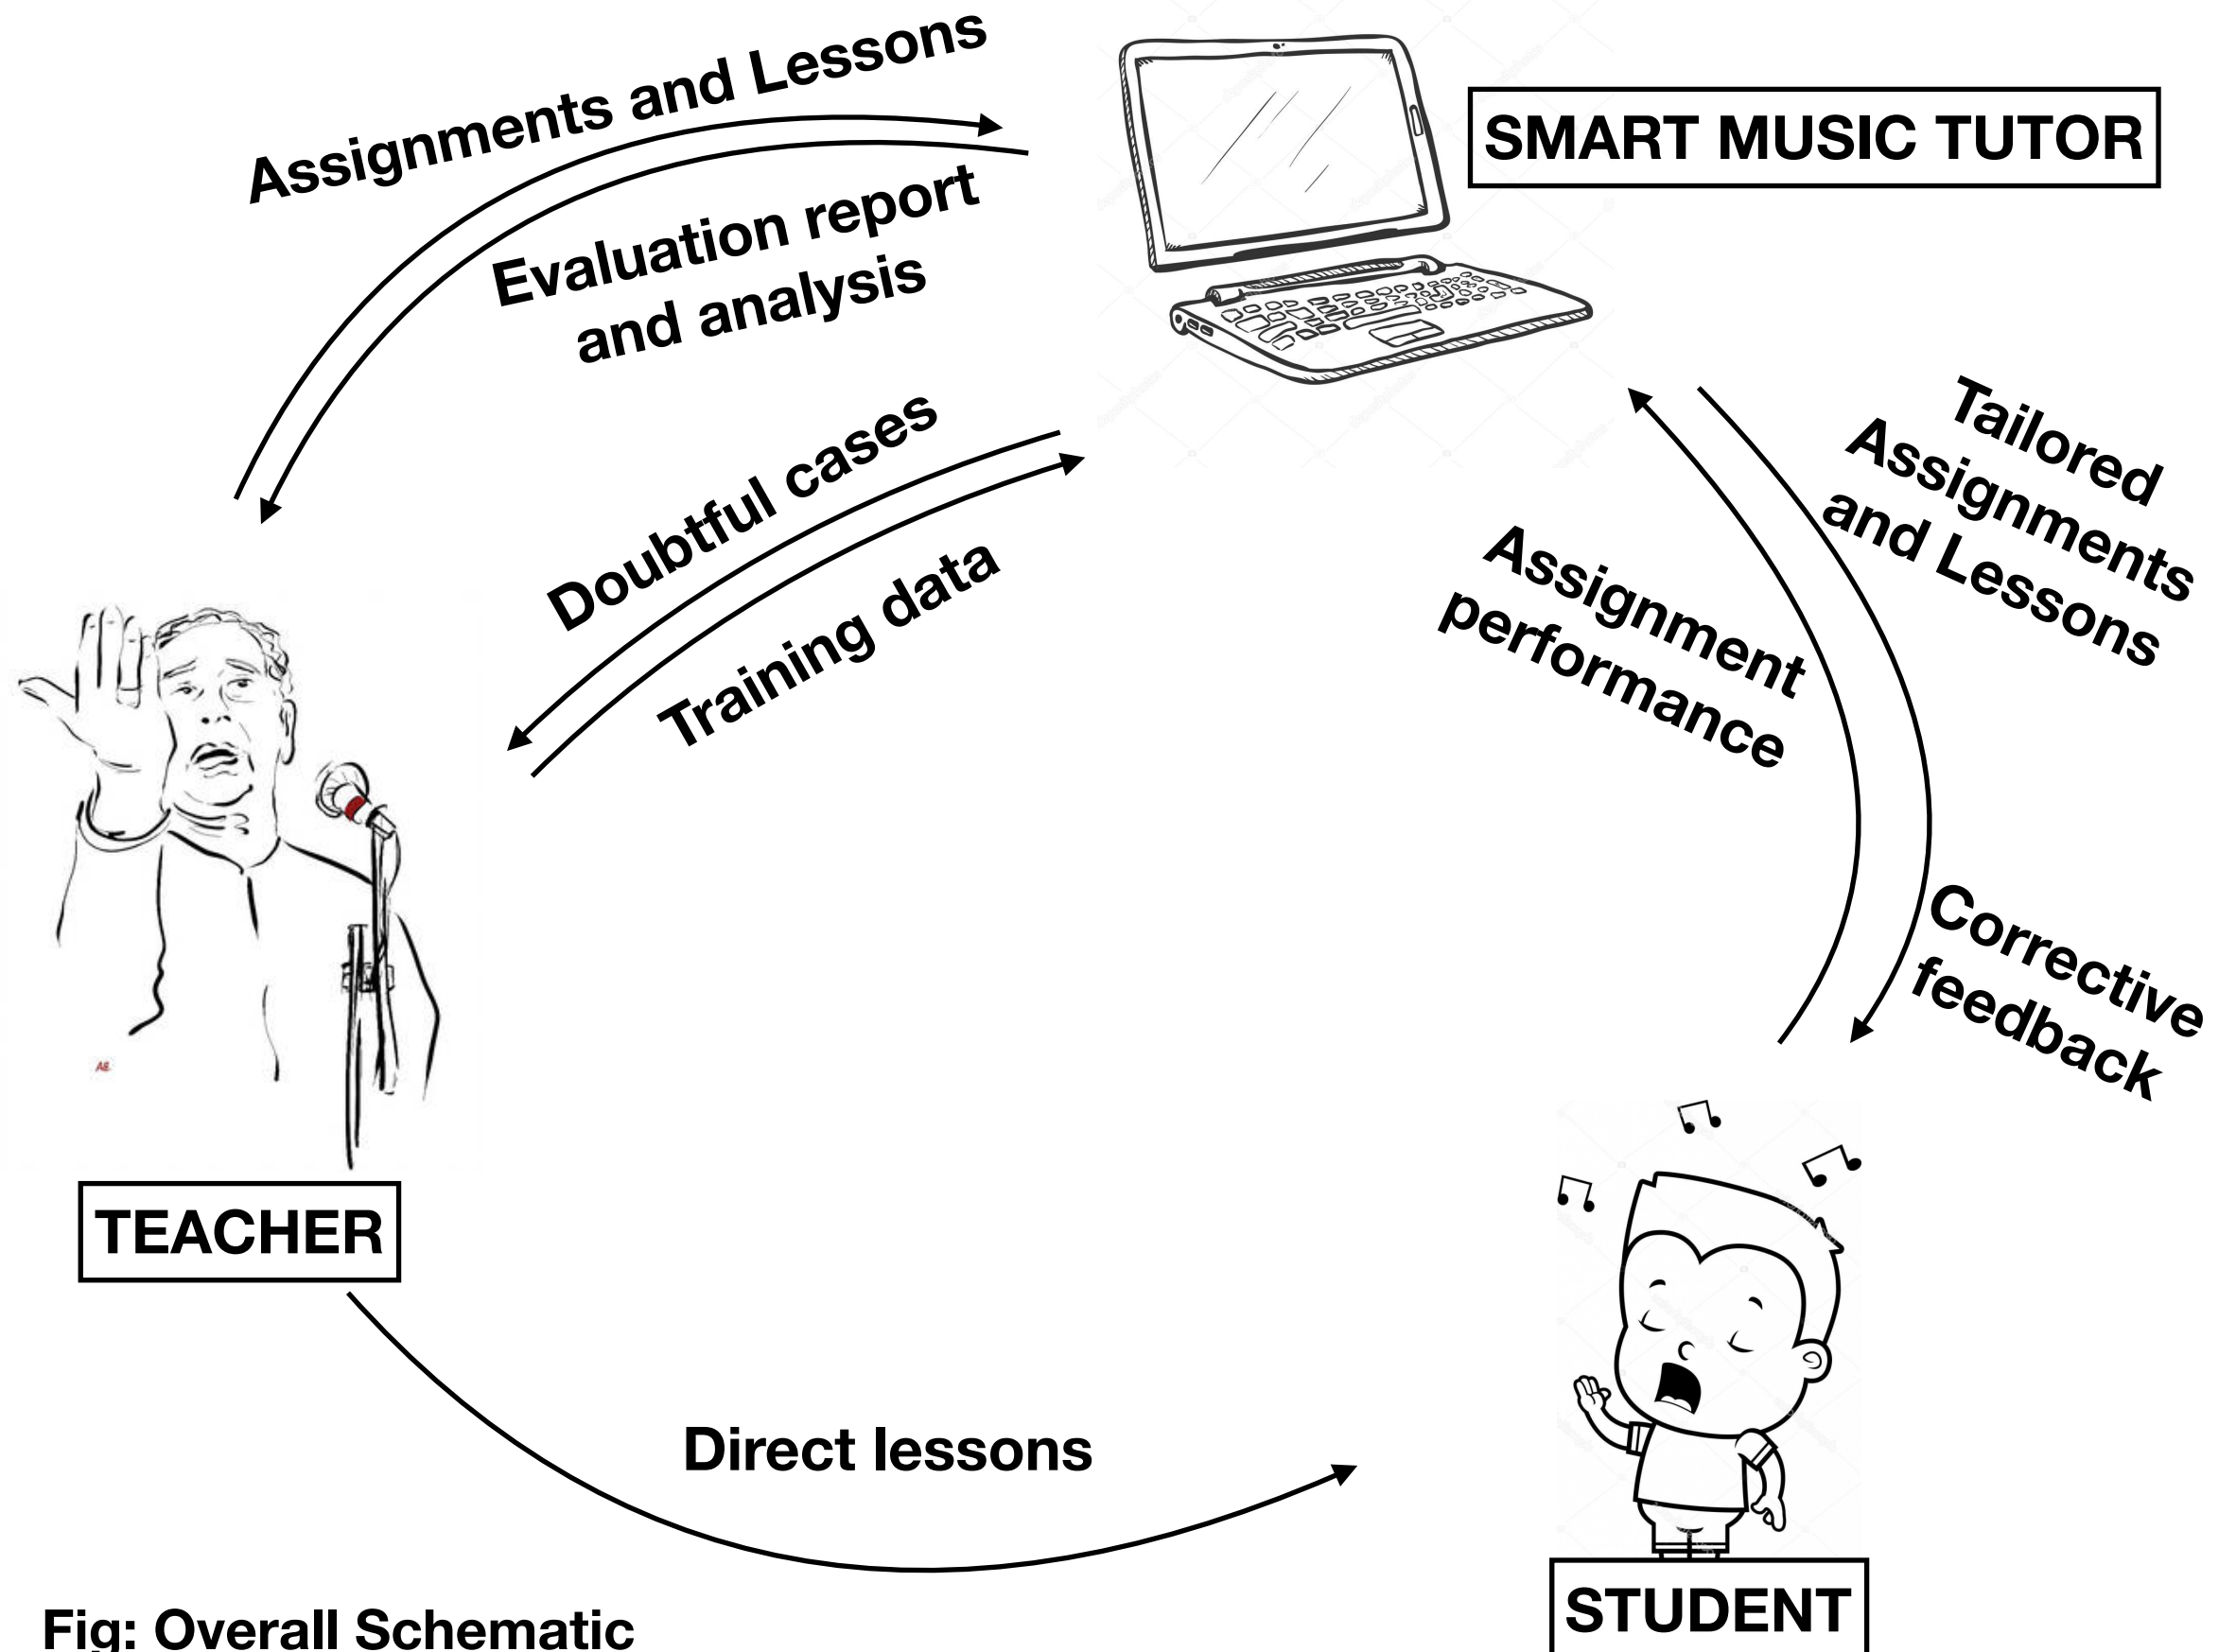 Assignments and Lessons
SMART MUSIC TUTOR
Evaluation report
and analysis
Doubtful cases
Training data
Tailored
Assignments
and Lessons
Assignment
performance
Corrective
feedback
AE
TEACHER
Direct lessons
STUDENT
Fig: Overall Schematic